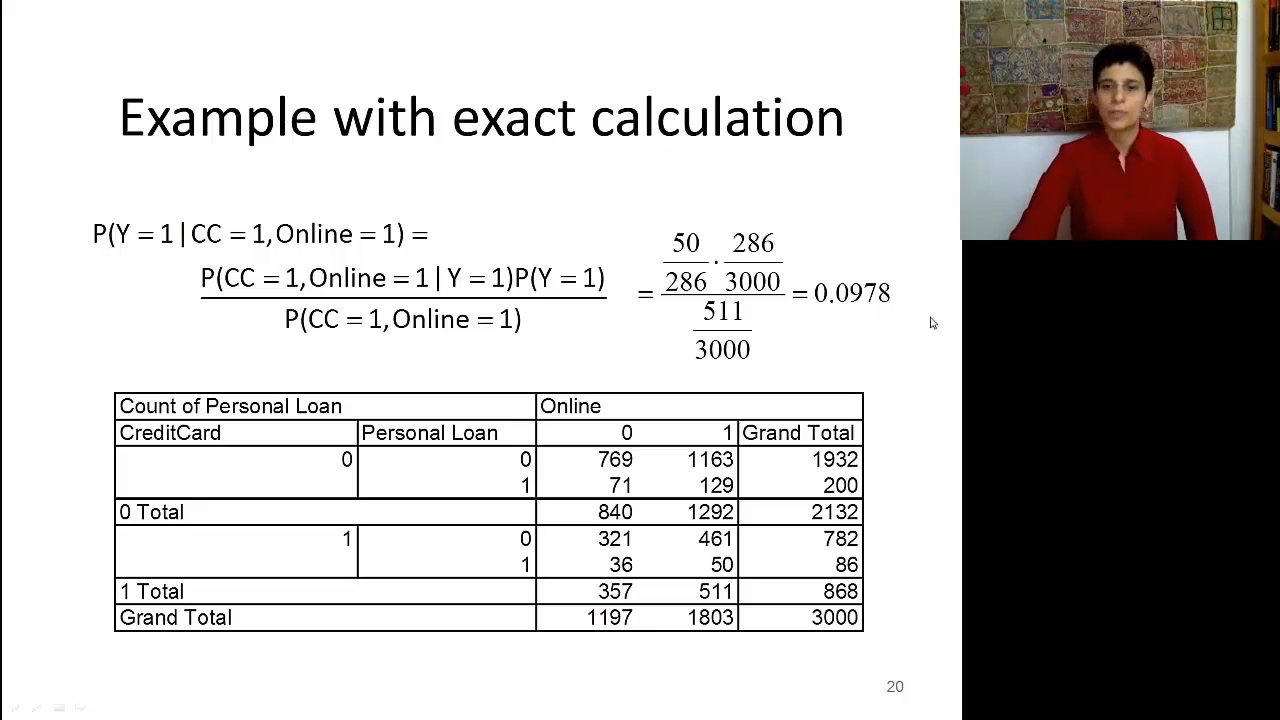 Example with exact calculation
P(Y = 1 | CC = 1, Online = 1) =
P(CC = 1, Online = 1 | Y = 1)P(Y = 1)
P(CC = 1, Online = 1)
= 50/286 · 286/3000 / 511/3000 = 0.0978
Count of Personal Loan Online
CreditCard Personal Loan 0 1 Grand Total
0 0 769 1163 1932
1 71 129 200
0 Total 840 1292 2132
1 0 321 461 782
1 36 50 86
1 Total 357 511 868
Grand Total 1197 1803 3000
20